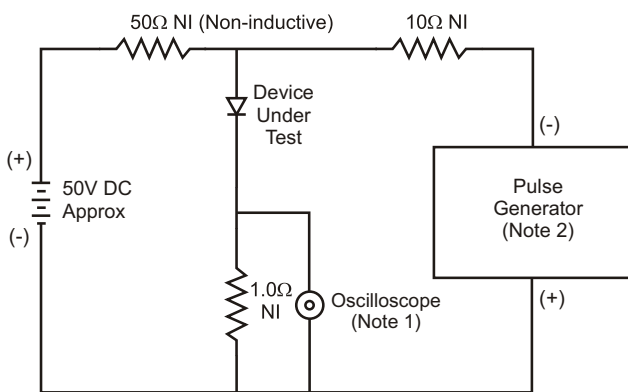 50Ω NI (Non-inductive)
10Ω NI
Device
Under
Test
(-)
(+)
50V DC
Approx
(-)
Pulse
Generator
(Note 2)
1.0Ω
NI
Oscilloscope
(Note 1)
(+)